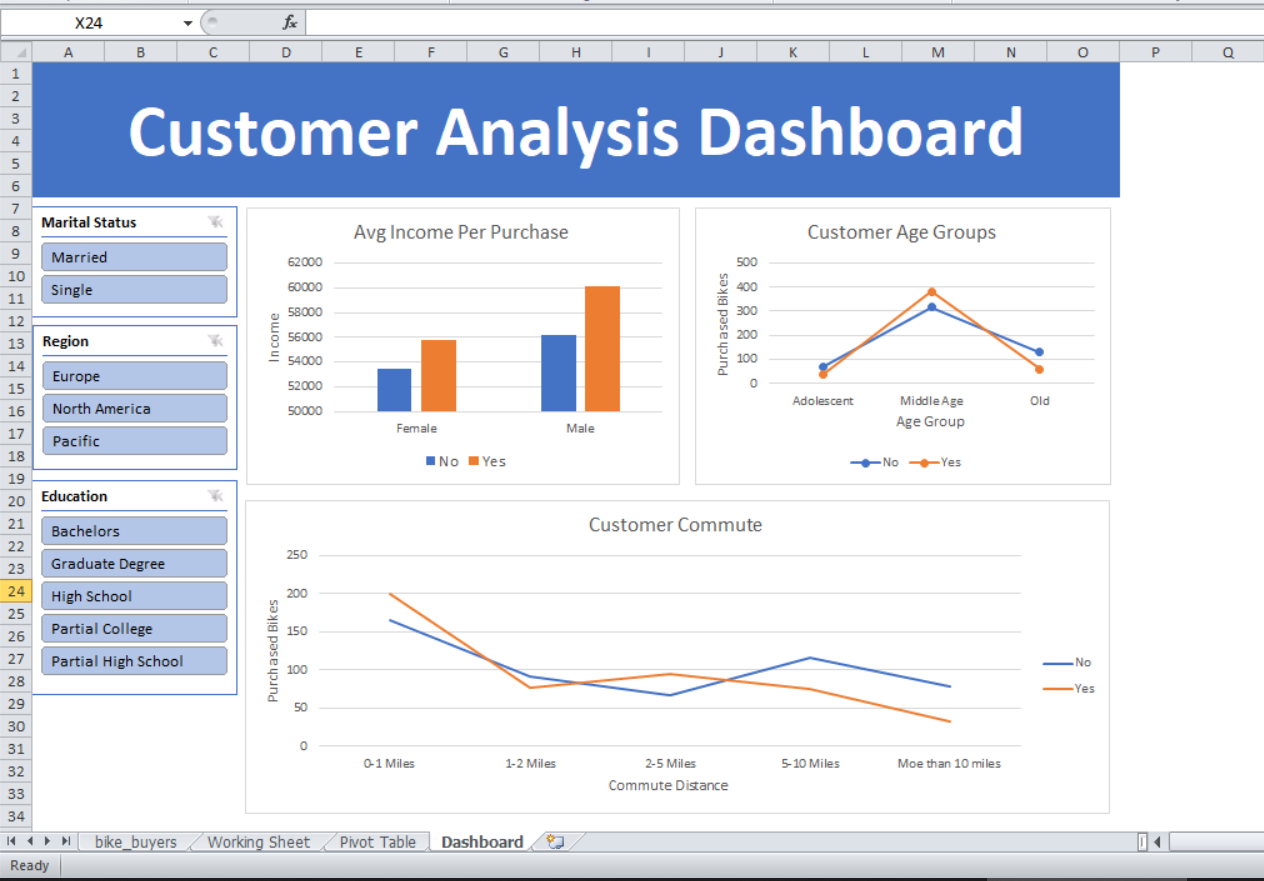 X24
fx
A B C D E F G H I J K L M N O P Q
1
2
3
4
5
6
7
8
9
10
11
12
13
14
15
16
17
18
19
20
21
22
23
24
25
26
27
28
29
30
31
32
33
34
Customer Analysis Dashboard
Marital Status
Married
Single
Region
Europe
North America
Pacific
Education
Bachelors
Graduate Degree
High School
Partial College
Partial High School
Avg Income Per Purchase
62000
60000
58000
56000
54000
52000
50000
Income
Female Male
No Yes
Customer Age Groups
500
400
300
200
100
0
Purchased Bikes
Adolescent Middle Age Old
Age Group
No Yes
Customer Commute
250
200
150
100
50
0
Purchased Bikes
0-1 Miles 1-2 Miles 2-5 Miles 5-10 Miles Moe than 10 miles
Commute Distance
No
Yes
bike_buyers Working Sheet Pivot Table Dashboard
Ready